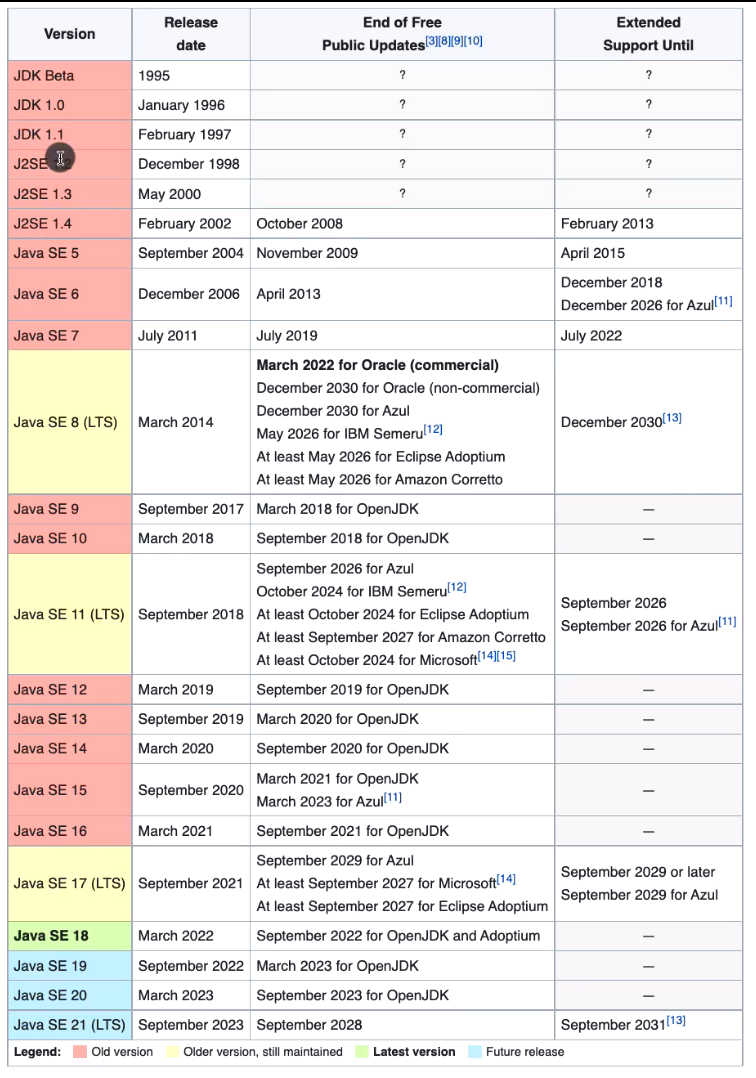 Version Release date End of Free Public Updates[3][8][9][10] Extended Support Until
JDK Beta 1995 ? ?
JDK 1.0 January 1996 ? ?
JDK 1.1 February 1997 ? ?
J2SE December 1998 ? ?
J2SE 1.3 May 2000 ? ?
J2SE 1.4 February 2002 October 2008 February 2013
Java SE 5 September 2004 November 2009 April 2015
Java SE 6 December 2006 April 2013 December 2018
December 2026 for Azul[11]
Java SE 7 July 2011 July 2019 July 2022
Java SE 8 (LTS) March 2014 March 2022 for Oracle (commercial)
December 2030 for Oracle (non-commercial)
December 2030 for Azul
May 2026 for IBM Semeru[12]
At least May 2026 for Eclipse Adoptium
At least May 2026 for Amazon Corretto
December 2030[13]
Java SE 9 September 2017 March 2018 for OpenJDK —
Java SE 10 March 2018 September 2018 for OpenJDK —
Java SE 11 (LTS) September 2018 September 2026 for Azul
October 2024 for IBM Semeru[12]
At least October 2024 for Eclipse Adoptium
At least September 2027 for Amazon Corretto
At least October 2024 for Microsoft[14][15]
September 2026
September 2026 for Azul[11]
Java SE 12 March 2019 September 2019 for OpenJDK —
Java SE 13 September 2019 March 2020 for OpenJDK —
Java SE 14 March 2020 September 2020 for OpenJDK —
Java SE 15 September 2020 March 2021 for OpenJDK
March 2023 for Azul[11] —
Java SE 16 March 2021 September 2021 for OpenJDK —
Java SE 17 (LTS) September 2021 September 2029 for Azul
At least September 2027 for Microsoft[14]
At least September 2027 for Eclipse Adoptium
September 2029 or later
September 2029 for Azul
Java SE 18 March 2022 September 2022 for OpenJDK and Adoptium —
Java SE 19 September 2022 March 2023 for OpenJDK —
Java SE 20 March 2023 September 2023 for OpenJDK —
Java SE 21 (LTS) September 2023 September 2028 September 2031[13]
Legend: Old version Older version, still maintained Latest version Future release